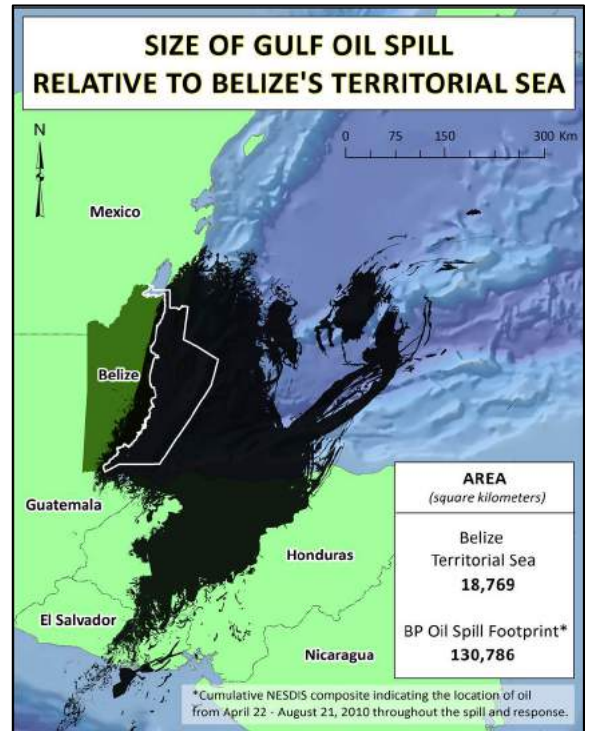 SIZE OF GULF OIL SPILL
RELATIVE TO BELIZE'S TERRITORIAL SEA
N
0 75 150 300 Km
Mexico
Belize
Guatemala
Honduras
El Salvador
Nicaragua
AREA
(square kilometers)
Belize
Territorial Sea
18,769
BP Oil Spill Footprint*
130,786
*Cumulative NESDIS composite indicating the location of oil
from April 22 - August 21, 2010 throughout the spill and response.